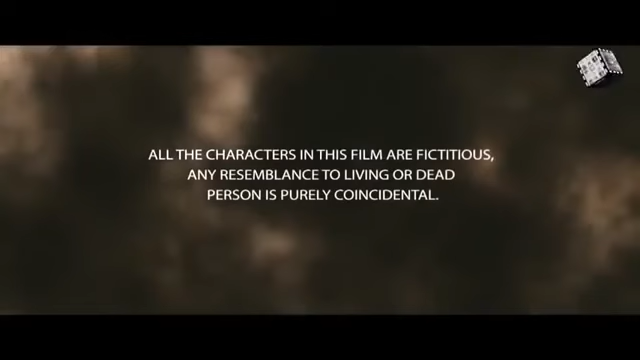 ALL THE CHARACTERS IN THIS FILM ARE FICTITIOUS,
ANY RESEMBLANCE TO LIVING OR DEAD
PERSON IS PURELY COINCIDENTAL.